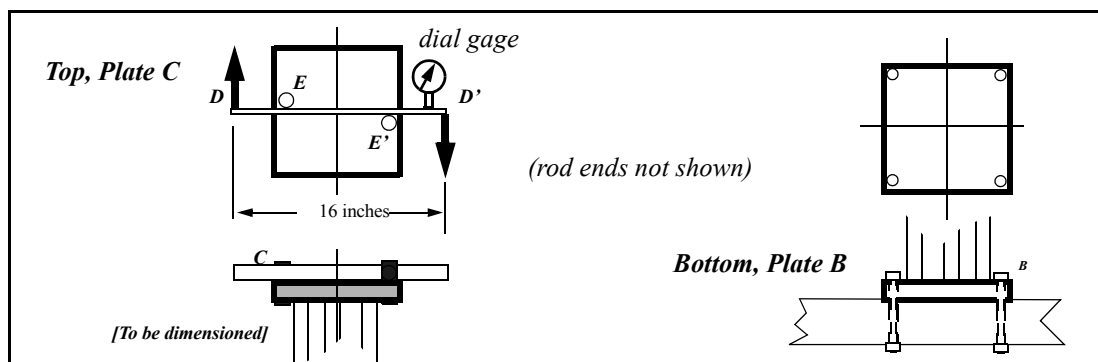 dial gage
Top, Plate C
D
E
D'
E'
(rod ends not shown)
16 inches
C
Bottom, Plate B
B
[To be dimensioned]